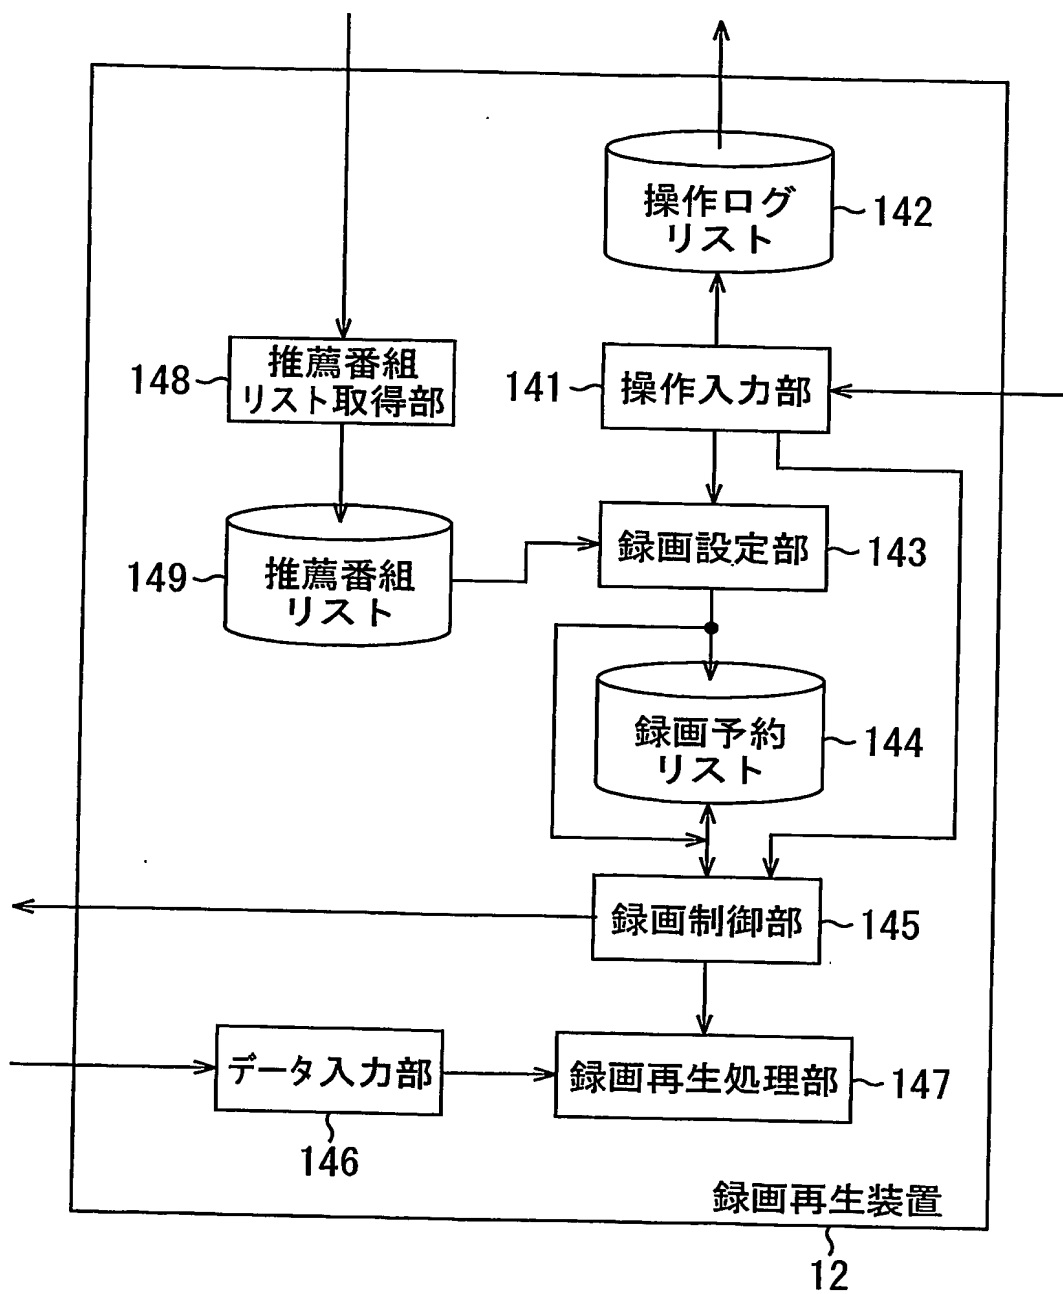 操作ログ
リスト
142
148
推薦番組
リスト取得部
141
操作入力部
149
推薦番組
リスト
録画設定部
143
録画予約
リスト
144
録画制御部
145
データ入力部
146
録画再生処理部
147
録画再生装置
12